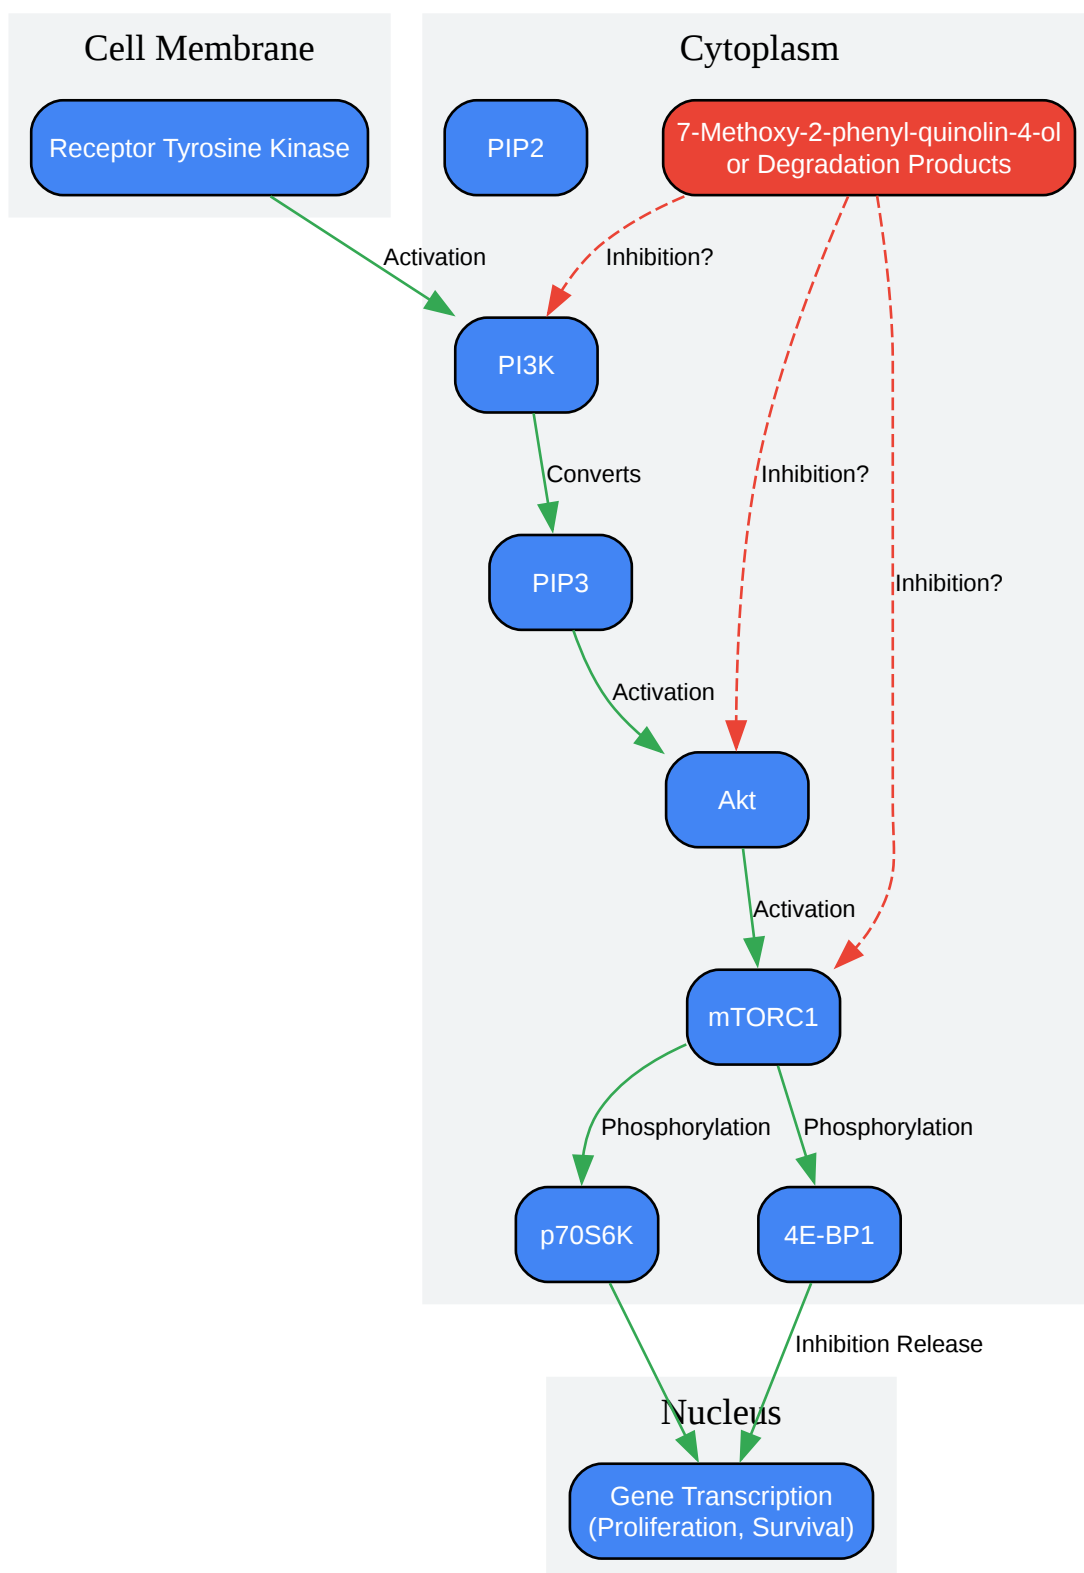 Cell Membrane
Cytoplasm
Receptor Tyrosine Kinase
PIP2
7-Methoxy-2-phenyl-quinolin-4-ol
or Degradation Products
Activation
Inhibition?
PI3K
Converts
Inhibition?
PIP3
Inhibition?
Activation
Akt
Activation
mTORC1
Phosphorylation
Phosphorylation
p70S6K
4E-BP1
Inhibition Release
Nucleus
Gene Transcription
(Proliferation, Survival)